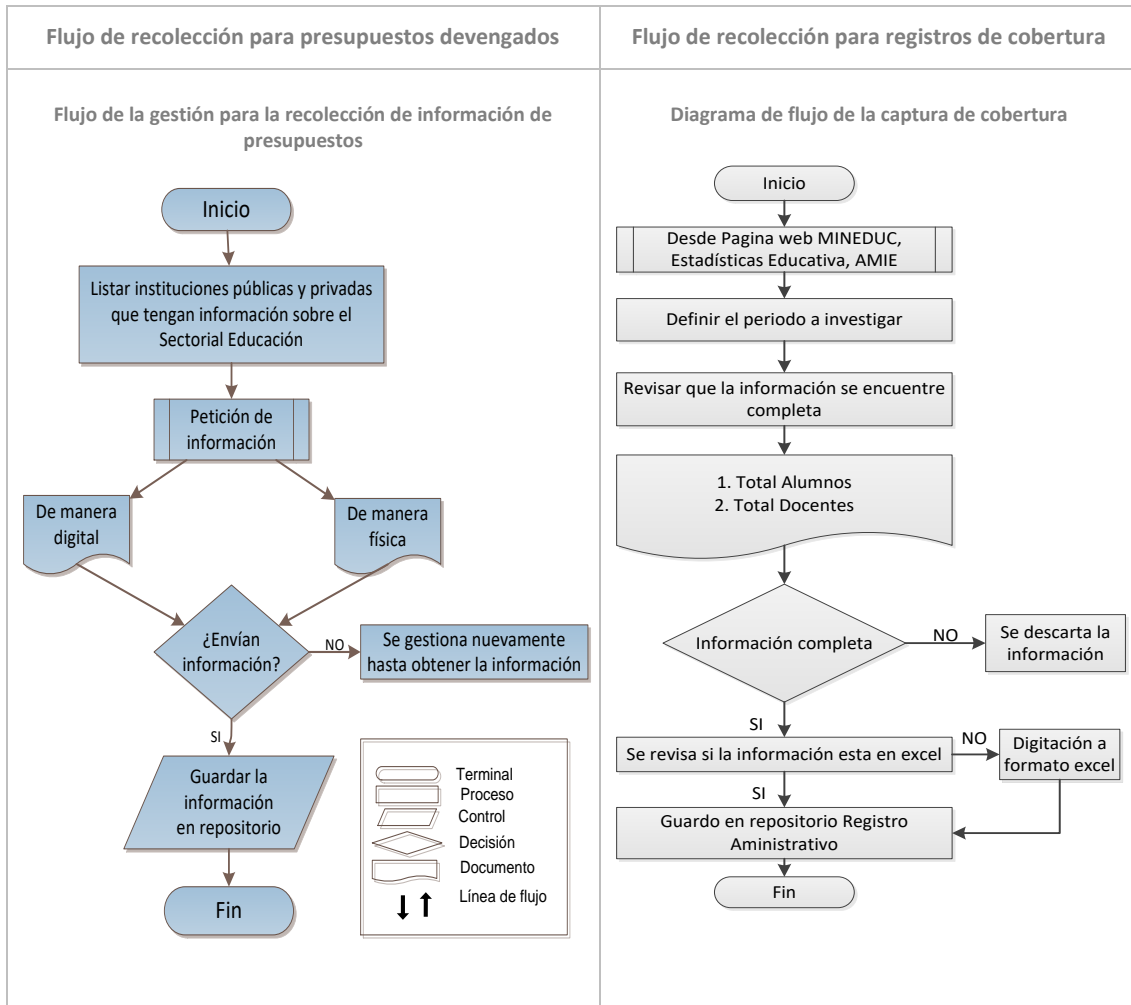 Flujo de recolección para presupuestos devengados
Flujo de la gestión para la recolección de información de
presupuestos
Inicio
Listar instituciones públicas y privadas
que tengan información sobre el
Sectorial Educación
Petición de
información
De manera
digital
De manera
física
¿Envían
información?
NO
Se gestiona nuevamente
hasta obtener la información
SI
Guardar la
información
en repositorio
Fin
Terminal
Proceso
Control
Decisión
Documento
Línea de flujo
Flujo de recolección para registros de cobertura
Diagrama de flujo de la captura de cobertura
Inicio
Desde Pagina web MINEDUC,
Estadísticas Educativa, AMIE
Definir el periodo a investigar
Revisar que la información se encuentre
completa
1. Total Alumnos
2. Total Docentes
Información completa
NO
Se descarta la
información
SI
Se revisa si la información esta en excel
NO
Digitación a
formato excel
SI
Guardo en repositorio Registro
Aministrativo
Fin